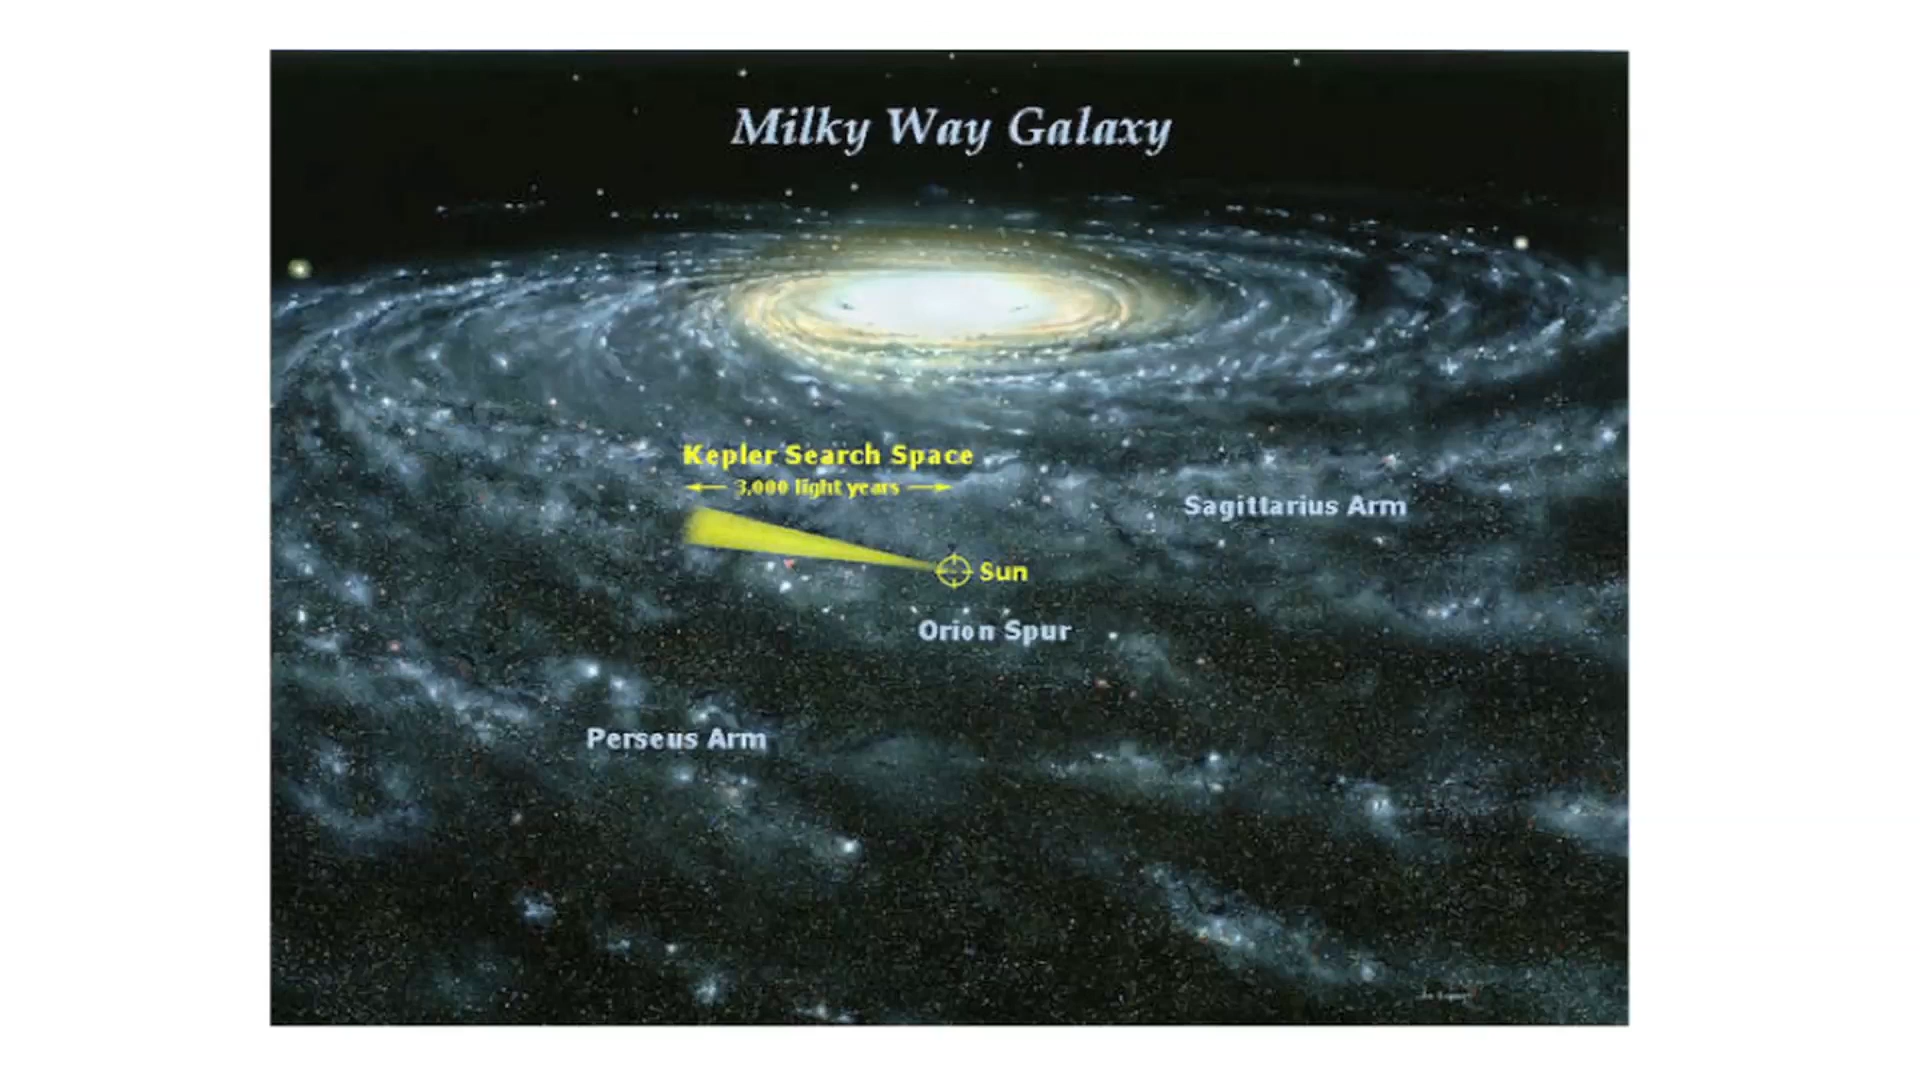 Milky Way Galaxy
Kepler Search Space
3,000 light years
Sagittarius Arm
Sun
Orion Spur
Perseus Arm